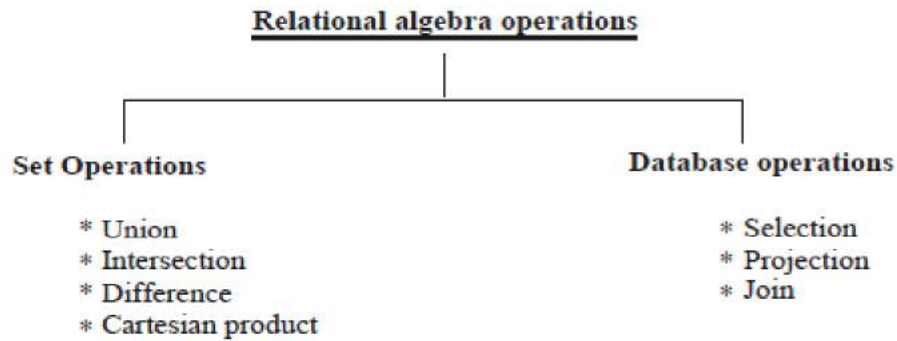 Relational algebra operations
Set Operations
* Union
* Intersection
* Difference
* Cartesian product
Database operations
* Selection
* Projection
* Join